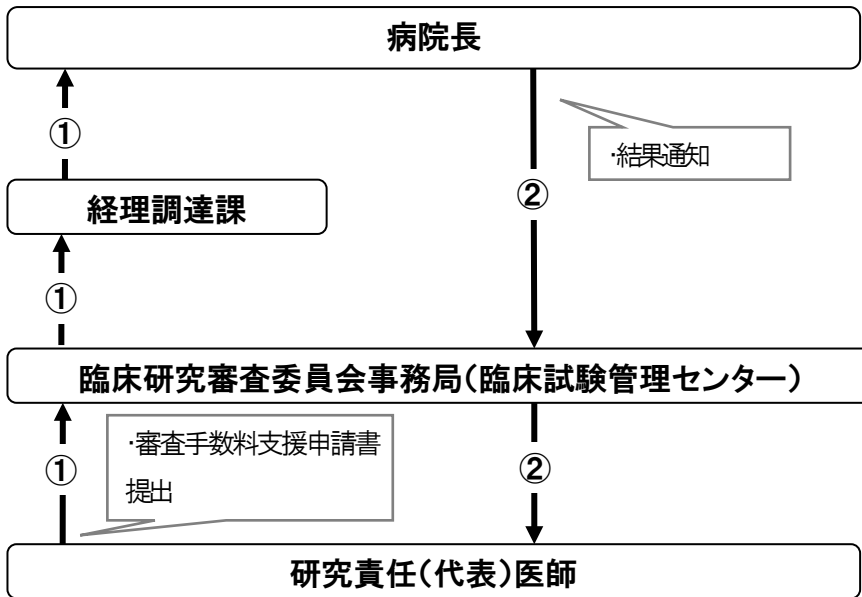 病院長
①
・結果通知
経理調達課
②
①
臨床研究審査委員会事務局(臨床試験管理センター)
・審査手数料支援申請書
提出
①
②
研究責任(代表)医師